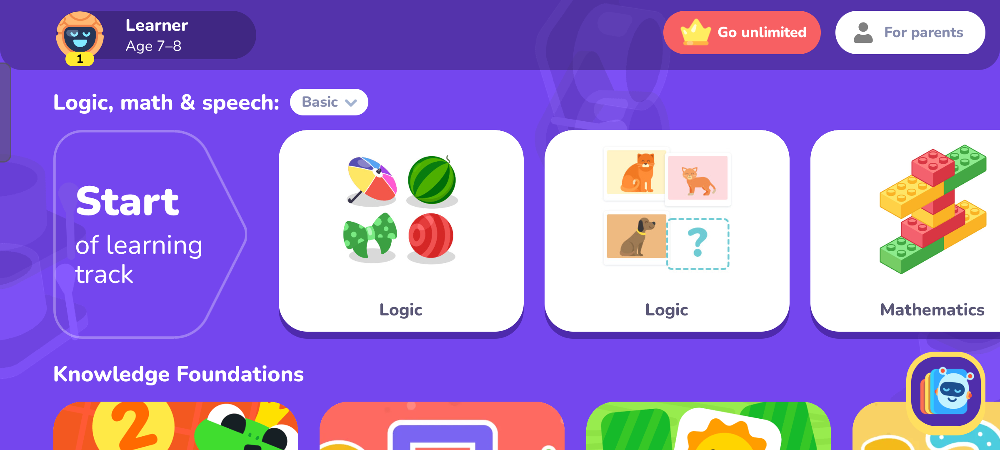 Learner
Age 7–8
1
Go unlimited
For parents
Logic, math & speech:
Basic
Start
of learning
track
?
Logic
Logic
Mathematics
Knowledge Foundations
2